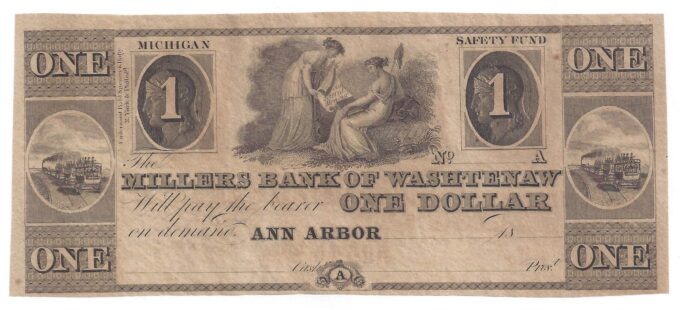 MICHIGAN
SAFETY FUND
ONE
ONE
1
1
No A
The
MILLERS BANK OF WASHTENAW
Will pay the bearer ONE DOLLAR
on demand. ANN ARBOR 18
ONE
ONE
Cash.r A Pres.t